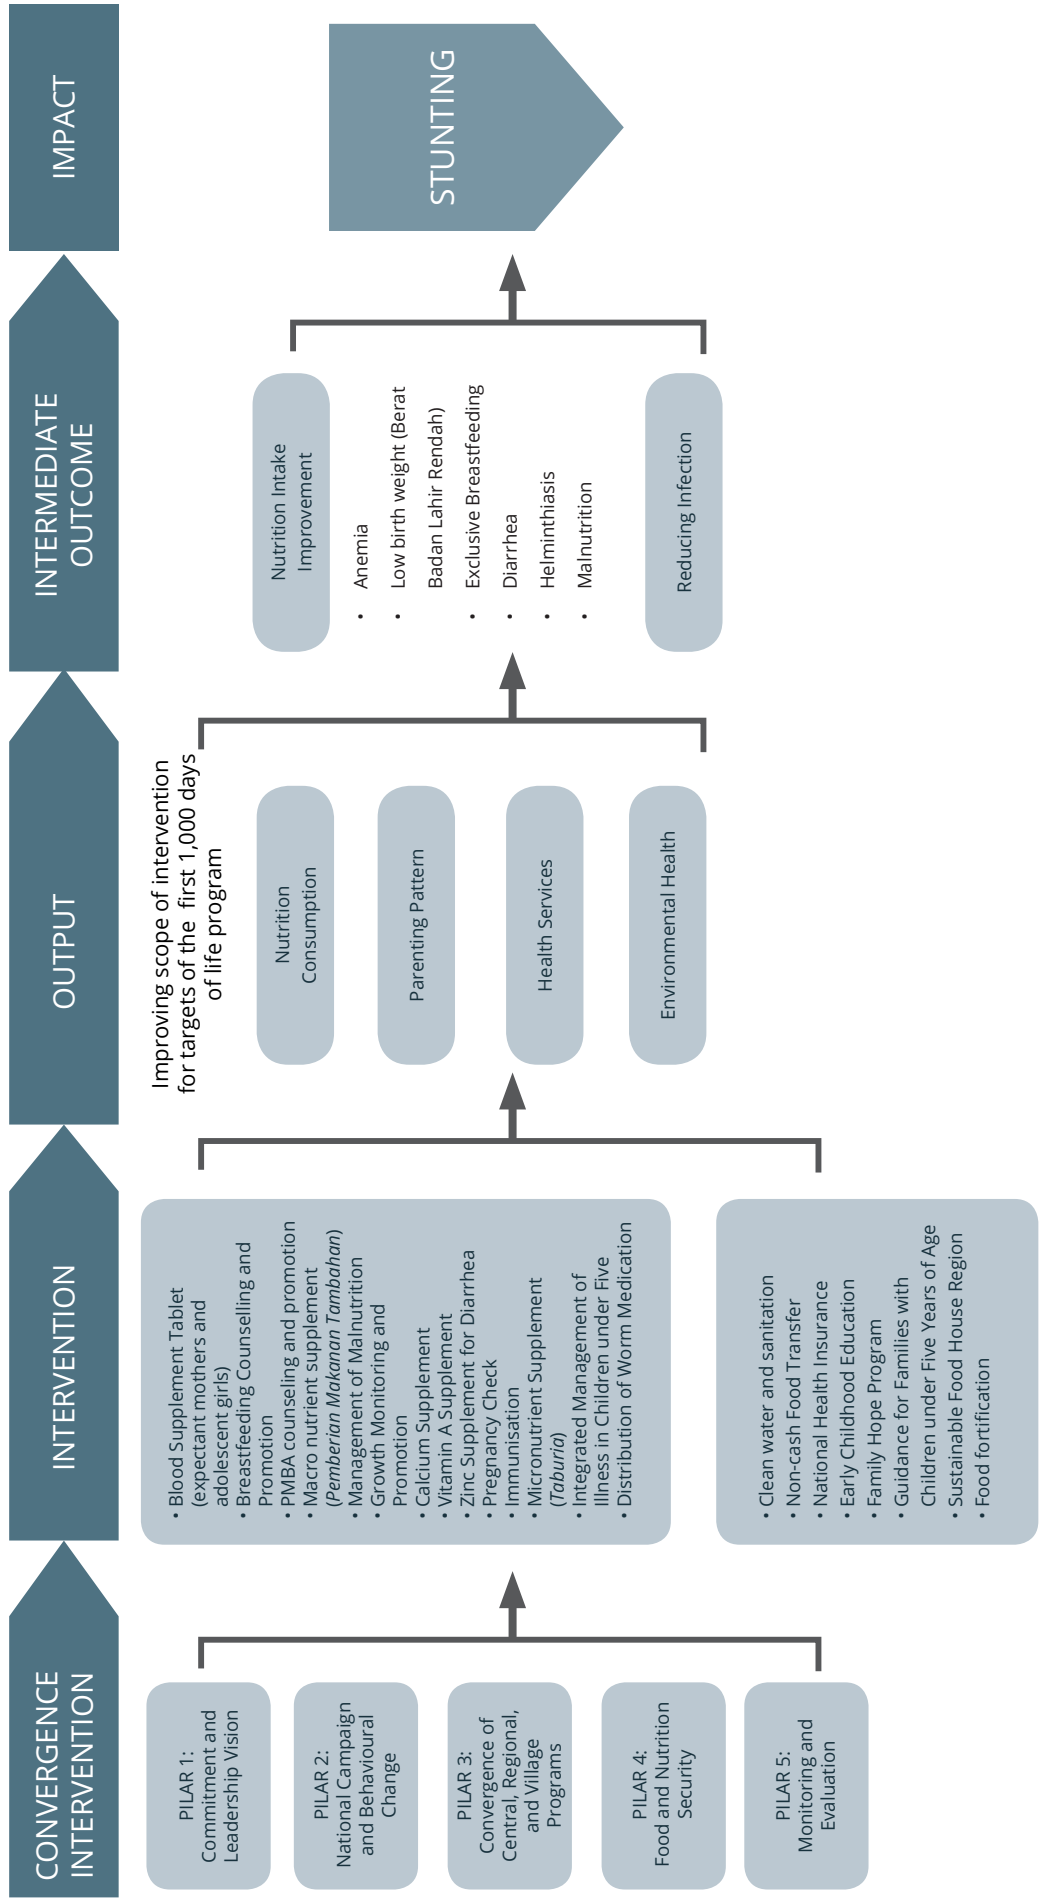 CONVERGENCE
INTERVENTION
INTERVENTION
OUTPUT
INTERMEDIATE
OUTCOME
IMPACT
PILAR 1:
Commitment and
Leadership Vision
PILAR 2:
National Campaign
and Behavioural
Change
PILAR 3:
Convergence of
Central, Regional,
and Village
Programs
PILAR 4:
Food and Nutrition
Security
PILAR 5:
Monitoring and
Evaluation
• Blood Supplement Tablet
(expectant mothers and
adolescent girls)
• Breastfeeding Counselling and
Promotion
• PMBA counseling and promotion
• Macro nutrient supplement
(Pemberian Makanan Tambahan)
• Management of Malnutrition
• Growth Monitoring and
Promotion
• Calcium Supplement
• Vitamin A Supplement
• Zinc Supplement for Diarrhea
• Pregnancy Check
• Immunisation
• Micronutrient Supplement
(Taburia)
• Integrated Management of
Illness in Children under Five
• Distribution of Worm Medication
• Clean water and sanitation
• Non-cash Food Transfer
• National Health Insurance
• Early Childhood Education
• Family Hope Program
• Guidance for Families with
Children under Five Years of Age
• Sustainable Food House Region
• Food fortification
Improving scope of intervention
for targets of the first 1,000 days
of life program
Nutrition
Consumption
Parenting Pattern
Health Services
Environmental Health
Nutrition Intake
Improvement
• Anemia
• Low birth weight (Berat
Badan Lahir Rendah)
• Exclusive Breastfeeding
• Diarrhea
• Helminthiasis
• Malnutrition
Reducing Infection
STUNTING